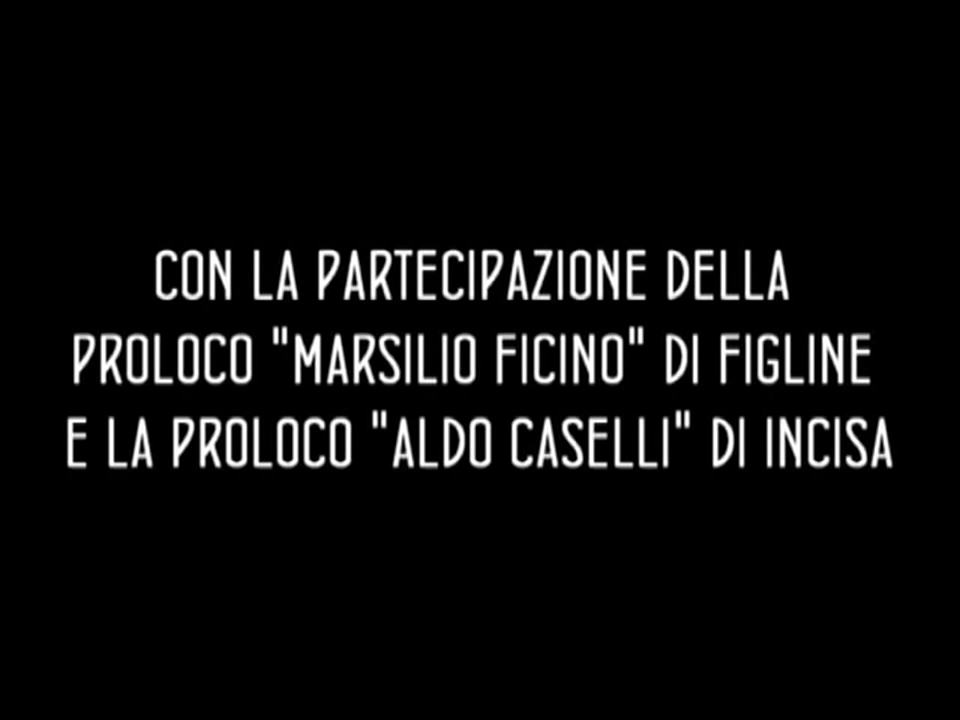 CON LA PARTECIPAZIONE DELLA
PROLOCO "MARSILIO FICINO" DI FIGLINE
E LA PROLOCO "ALDO CASELLI" DI INCISA